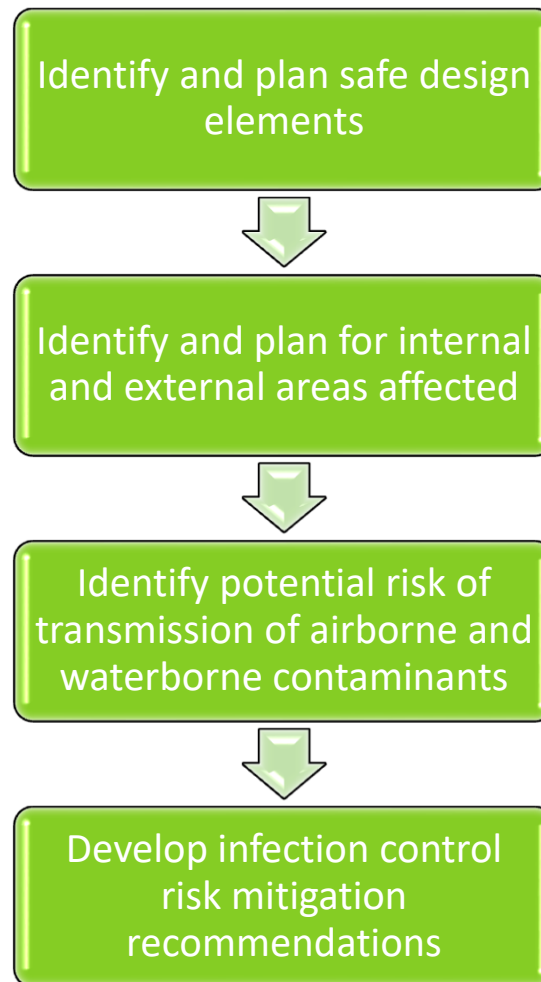 Identify and plan safe design
elements
Identify and plan for internal
and external areas affected
Identify potential risk of
transmission of airborne and
waterborne contaminants
Develop infection control
risk mitigation
recommendations